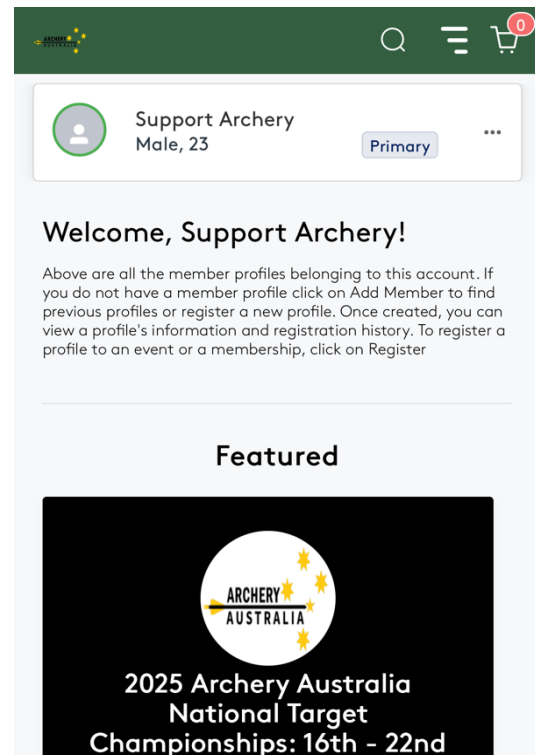 ARCHERY
AUSTRALIA
0
Support Archery
Male, 23
Primary
Welcome, Support Archery!
Above are all the member profiles belonging to this account. If
you do not have a member profile click on Add Member to find
previous profiles or register a new profile. Once created, you can
view a profile's information and registration history. To register a
profile to an event or a membership, click on Register
Featured
ARCHERY
AUSTRALIA
2025 Archery Australia
National Target
Championships: 16th - 22nd